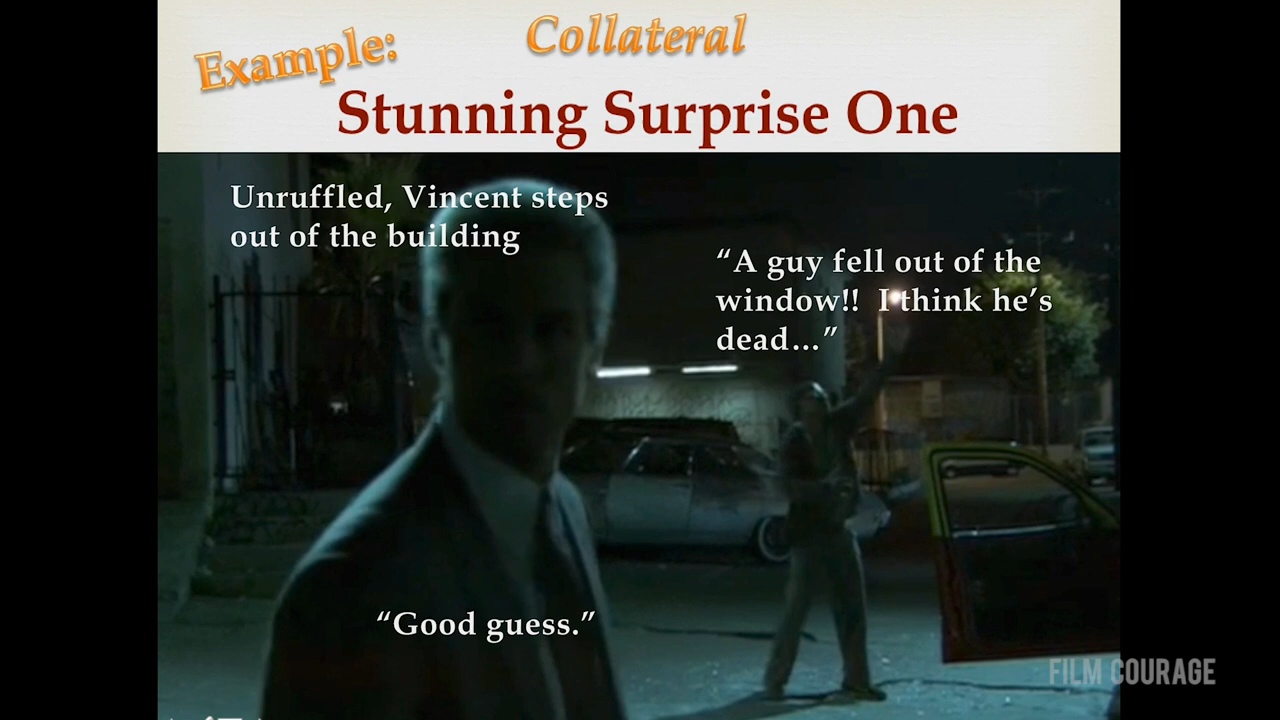 Example:
Collateral
Stunning Surprise One
Unruffled, Vincent steps
out of the building
“A guy fell out of the
window!!  I think he’s
dead…”
“Good guess.”
FILM COURAGE